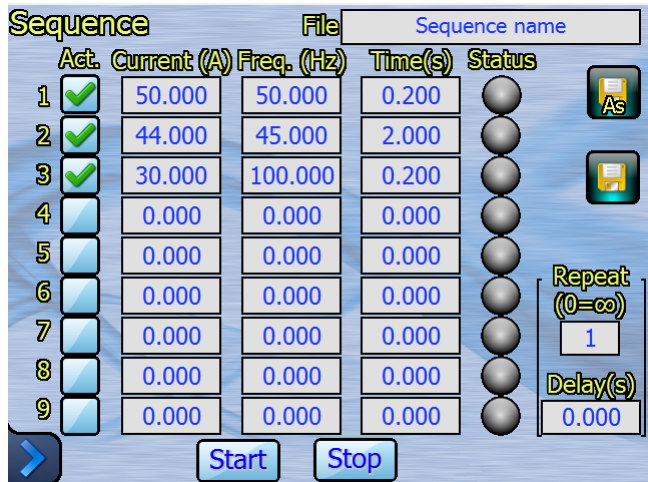 Sequence File Sequence name
Act. Current (A) Freq. (Hz) Time(s) Status
1 50.000 50.000 0.200
As
2 44.000 45.000 2.000
3 30.000 100.000 0.200
4 0.000 0.000 0.000
5 0.000 0.000 0.000
6 0.000 0.000 0.000
7 0.000 0.000 0.000
8 0.000 0.000 0.000
9 0.000 0.000 0.000
Repeat
(0=∞)
1
Delay(s)
0.000
Start Stop